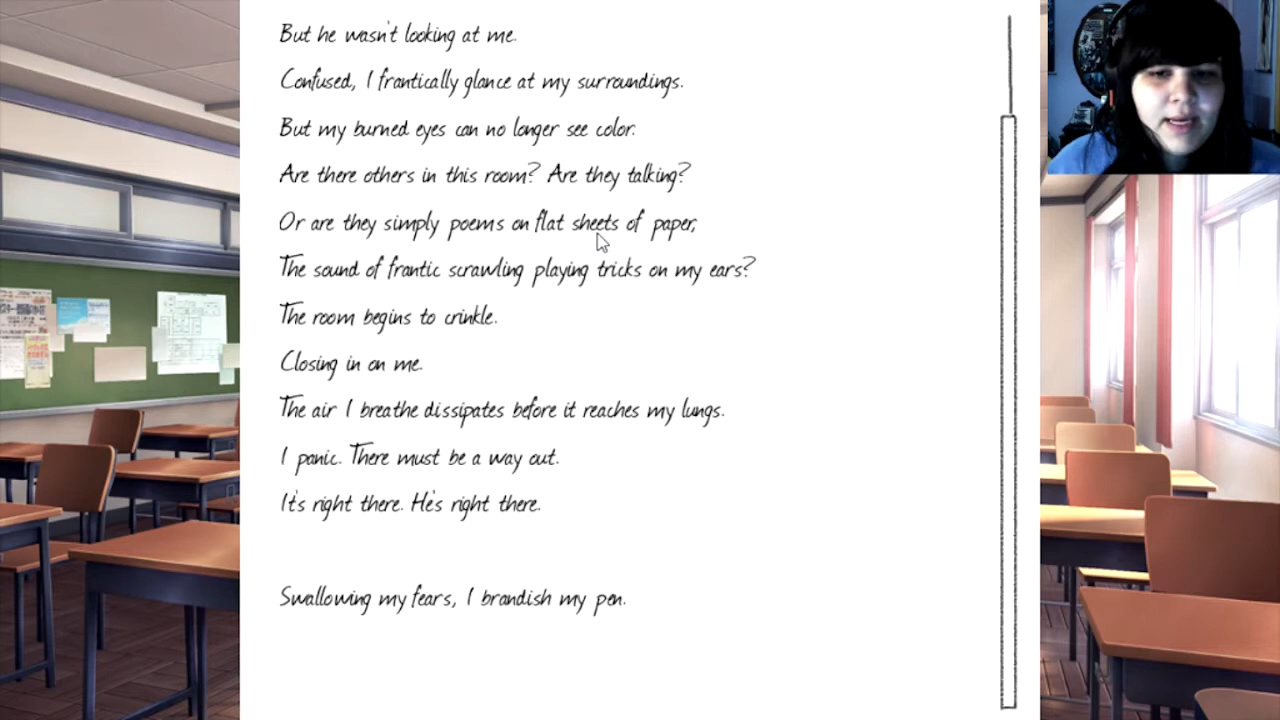 But he wasn't looking at me.
Confused, I frantically glance at my surroundings.
But my burned eyes can no longer see color.
Are there others in this room? Are they talking?
Or are they simply poems on flat sheets of paper,
The sound of frantic scrawling playing tricks on my ears?
The room begins to crinkle.
Closing in on me.
The air I breathe dissipates before it reaches my lungs.
I panic. There must be a way out.
It's right there. He's right there.
Swallowing my fears, I brandish my pen.